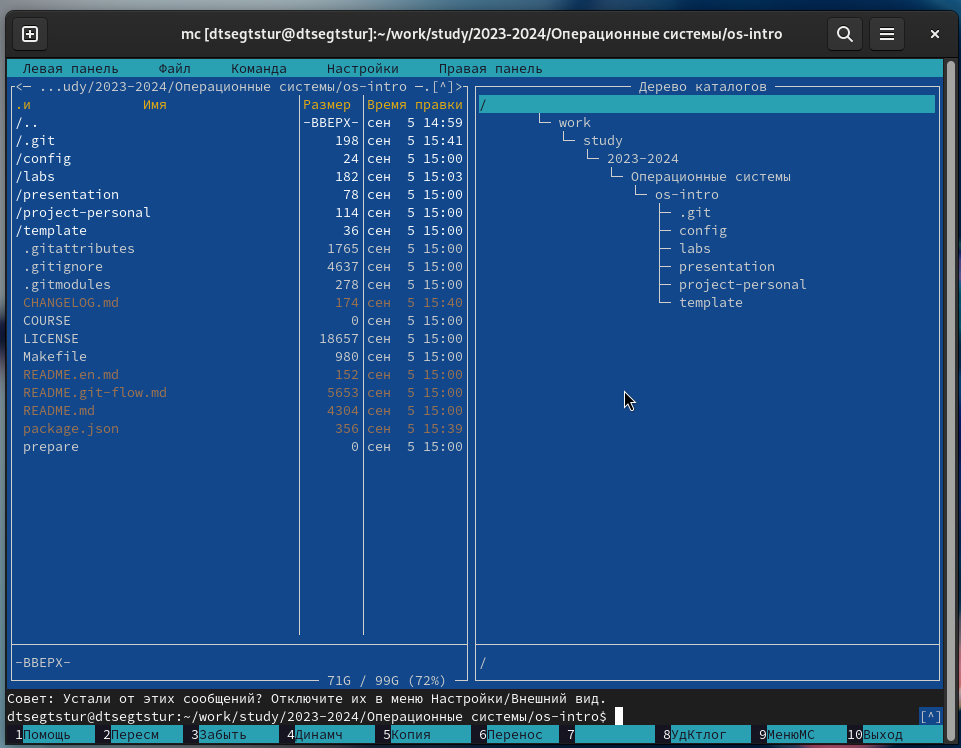 mc [dtsegtstur@dtsegtstur]:~/work/study/2023-2024/Операционные системы/os-intro
Левая панель Файл Команда Настройки Правая панель
<─ ...udy/2023-2024/Операционные системы/os-intro ─.[^]>
.и Имя Размер Время правки
/.. -ВВЕРХ- сен 5 14:59
/.git 198 сен 5 15:41
/config 24 сен 5 15:00
/labs 182 сен 5 15:03
/presentation 78 сен 5 15:00
/project-personal 114 сен 5 15:00
/template 36 сен 5 15:00
.gitattributes 1765 сен 5 15:00
.gitignore 4637 сен 5 15:00
.gitmodules 278 сен 5 15:00
CHANGELOG.md 174 сен 5 15:40
COURSE 0 сен 5 15:00
LICENSE 18657 сен 5 15:00
Makefile 980 сен 5 15:00
README.en.md 152 сен 5 15:00
README.git-flow.md 5653 сен 5 15:00
README.md 4304 сен 5 15:00
package.json 356 сен 5 15:39
prepare 0 сен 5 15:00
-ВВЕРХ-
71G / 99G (72%)
Дерево каталогов
/
work
study
2023-2024
Операционные системы
os-intro
.git
config
labs
presentation
project-personal
template
/
Совет: Устали от этих сообщений? Отключите их в меню Настройки/Внешний вид.
dtsegtstur@dtsegtstur:~/work/study/2023-2024/Операционные системы/os-intro$ [^]
1Помощь 2Пересм 3Забыть 4Динамч 5Копия 6Перенос 7 8УдКтлог 9МенюMC 10Выход